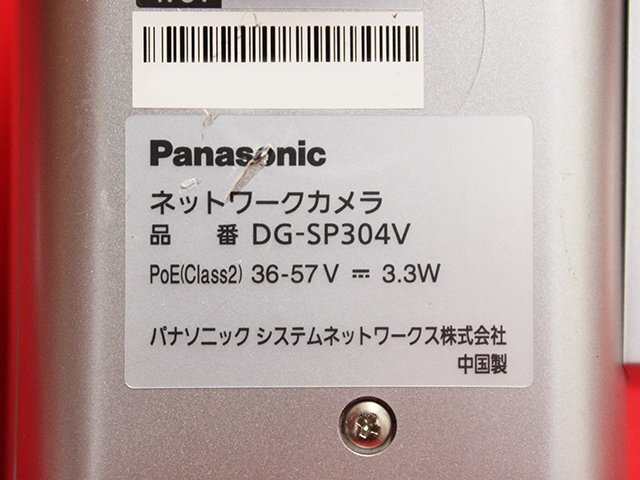 Panasonic
ネットワークカメラ
品 番 DG-SP304V
PoE(Class2) 36-57V ⎓ 3.3W
パナソニック システムネットワークス株式会社
中国製